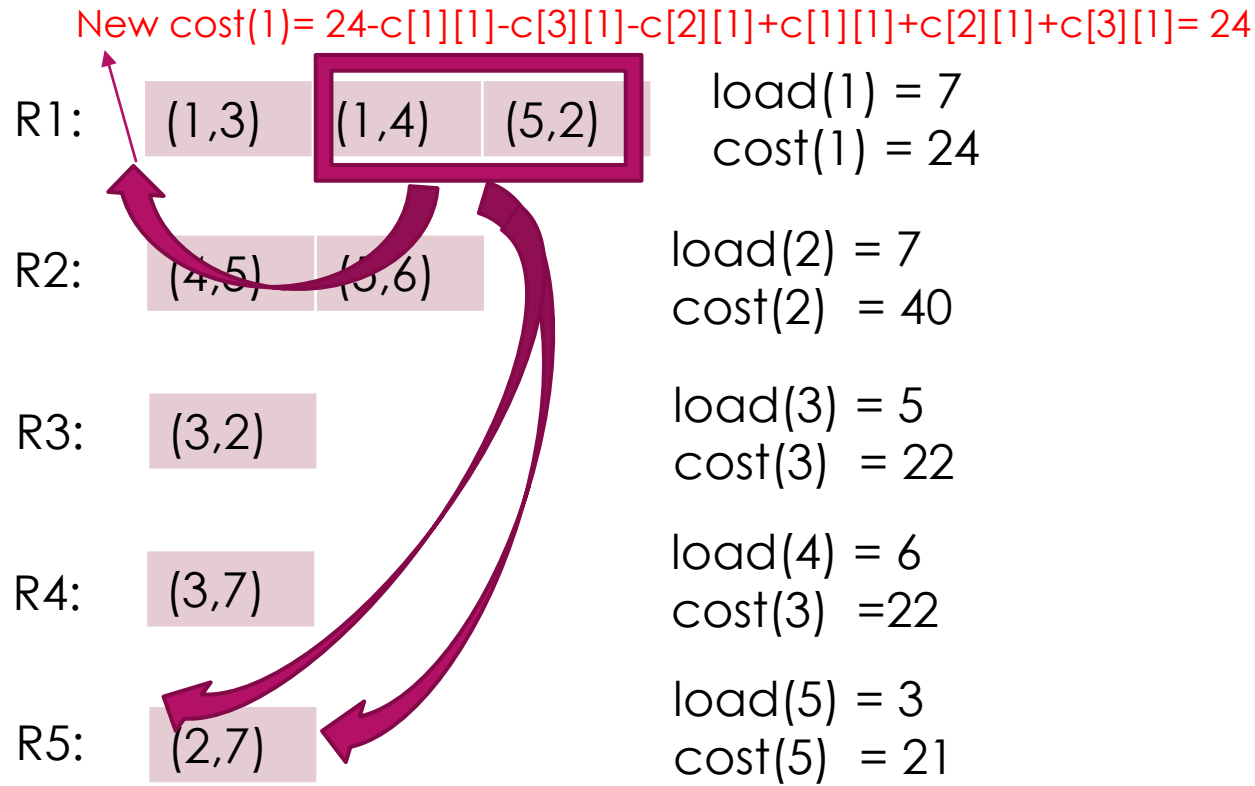 New cost(1)= 24-c[1][1]-c[3][1]-c[2][1]+c[1][1]+c[2][1]+c[3][1]= 24
R1: (1,3) (1,4) (5,2) load(1) = 7
cost(1) = 24
R2: (4,5) (5,6) load(2) = 7
cost(2) = 40
R3: (3,2) load(3) = 5
cost(3) = 22
R4: (3,7) load(4) = 6
cost(3) =22
R5: (2,7) load(5) = 3
cost(5) = 21